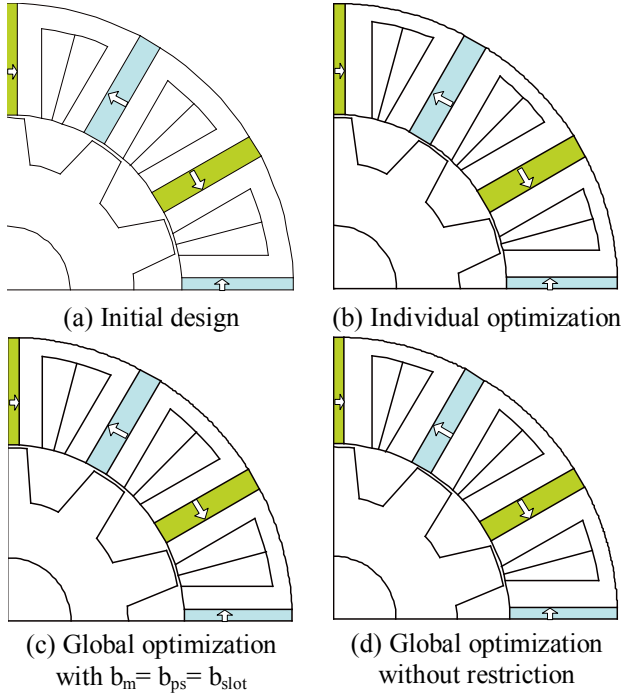 (a) Initial design
(b) Individual optimization
(c) Global optimization
with b_m= b_ps= b_slot
(d) Global optimization
without restriction